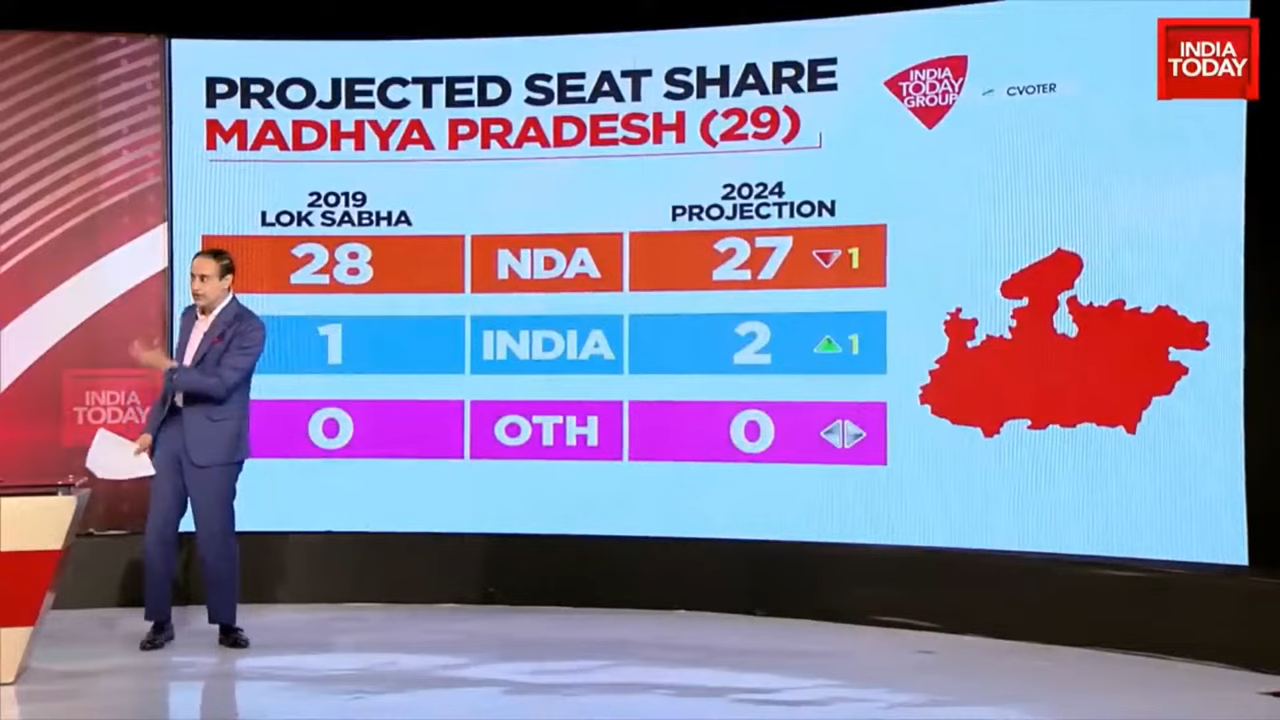 PROJECTED SEAT SHARE
MADHYA PRADESH (29)
INDIA
TODAY
GROUP
CVOTER
INDIA
TODAY
2019
LOK SABHA
2024
PROJECTION
28 NDA 27 1
1 INDIA 2 1
0 OTH 0
INDIA
TODAY